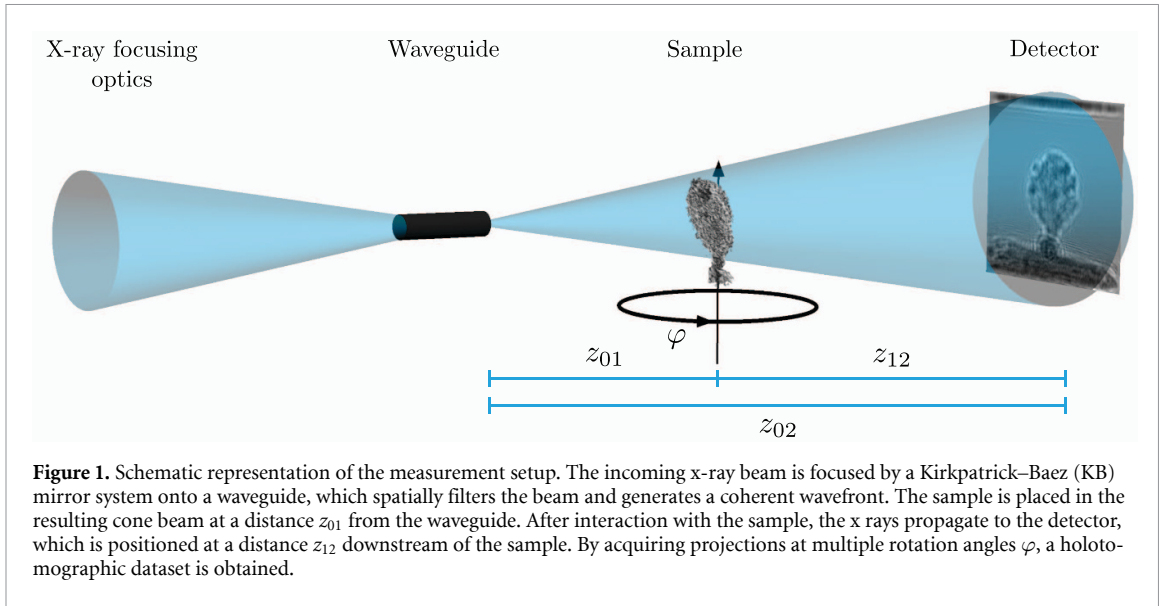 X-ray focusing
optics
Waveguide
Sample
Detector
φ
z01
z12
z02
Figure 1. Schematic representation of the measurement setup. The incoming x-ray beam is focused by a Kirkpatrick–Baez (KB)
mirror system onto a waveguide, which spatially filters the beam and generates a coherent wavefront. The sample is placed in the
resulting cone beam at a distance z01 from the waveguide. After interaction with the sample, the x rays propagate to the detector,
which is positioned at a distance z12 downstream of the sample. By acquiring projections at multiple rotation angles φ, a holoto-
mographic dataset is obtained.